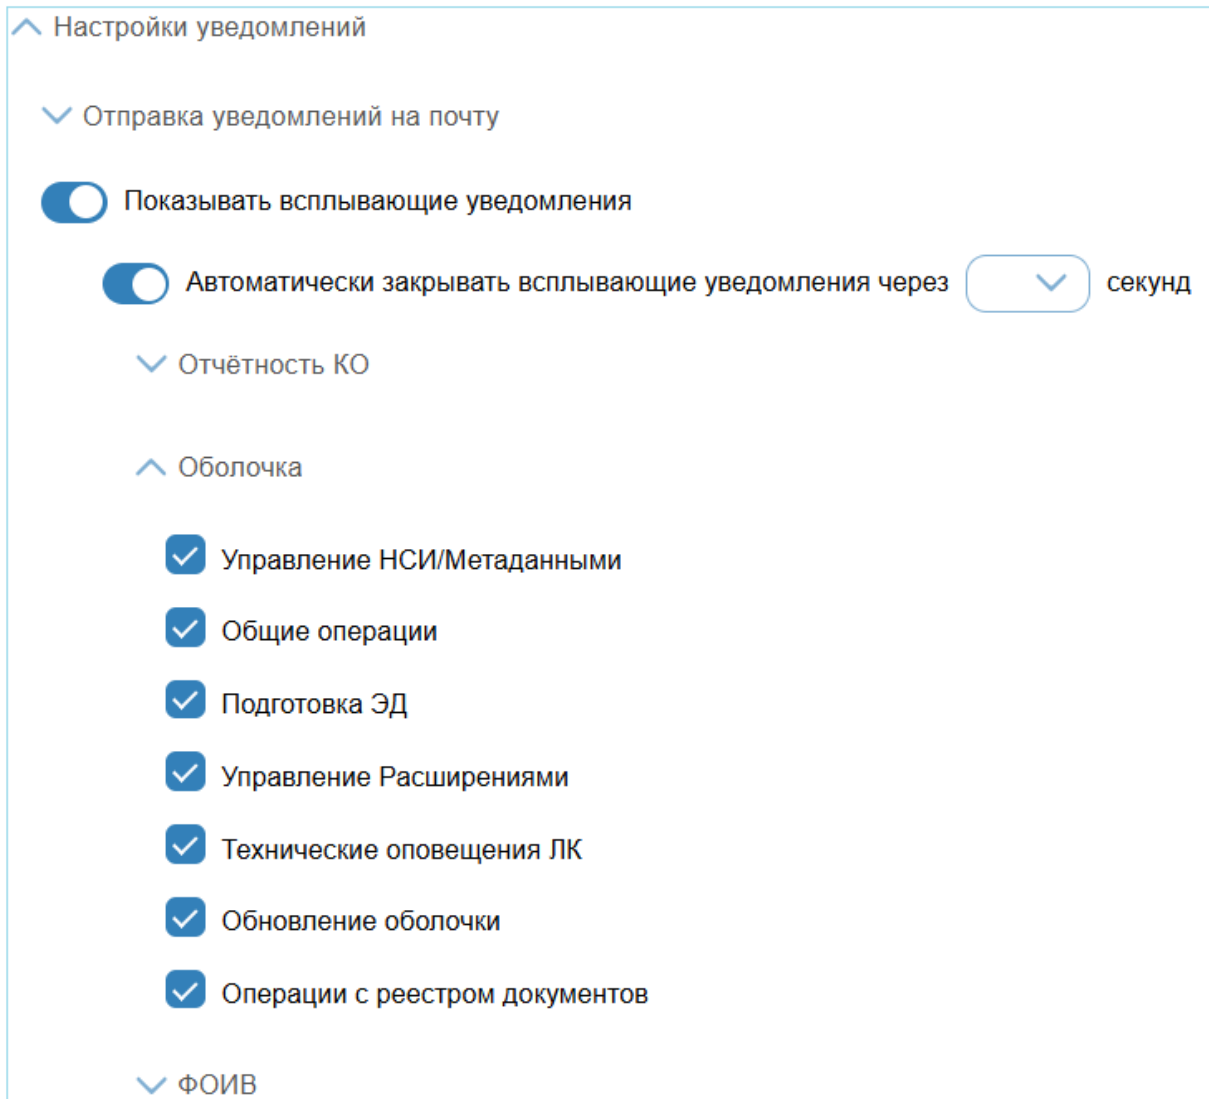 Настройки уведомлений
Отправка уведомлений на почту
Показывать всплывающие уведомления
Автоматически закрывать всплывающие уведомления через секунд
Отчётность КО
Оболочка
Управление НСИ/Метаданными
Общие операции
Подготовка ЭД
Управление Расширениями
Технические оповещения ЛК
Обновление оболочки
Операции с реестром документов
ФОИВ